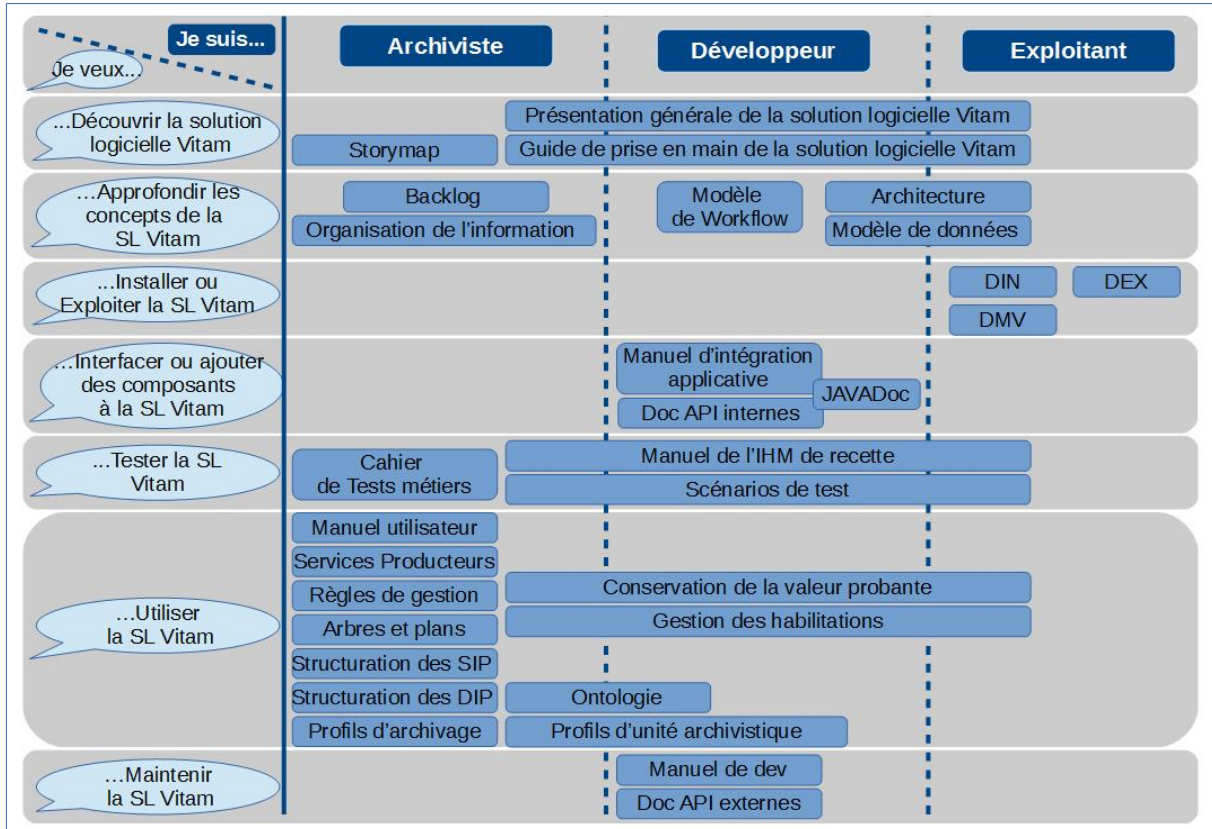 Je suis...
Archiviste
Développeur
Exploitant
Je veux...
...Découvrir la solution
logicielle Vitam
Présentation générale de la solution logicielle Vitam
Storymap
Guide de prise en main de la solution logicielle Vitam
...Approfondir les
concepts de la
SL Vitam
Backlog
Organisation de l'information
Modèle
de Workflow
Architecture
Modèle de données
...Installer ou
Exploiter la SL Vitam
DIN
DEX
DMV
...Interfacer ou ajouter
des composants
à la SL Vitam
Manuel d'intégration
applicative
JAVADoc
Doc API internes
...Tester la SL
Vitam
Cahier
de Tests métiers
Manuel de l'IHM de recette
Scénarios de test
...Utiliser
la SL Vitam
Manuel utilisateur
Services Producteurs
Règles de gestion
Arbres et plans
Structuration des SIP
Structuration des DIP
Profils d'archivage
Conservation de la valeur probante
Gestion des habilitations
Ontologie
Profils d'unité archivistique
...Maintenir
la SL Vitam
Manuel de dev
Doc API externes